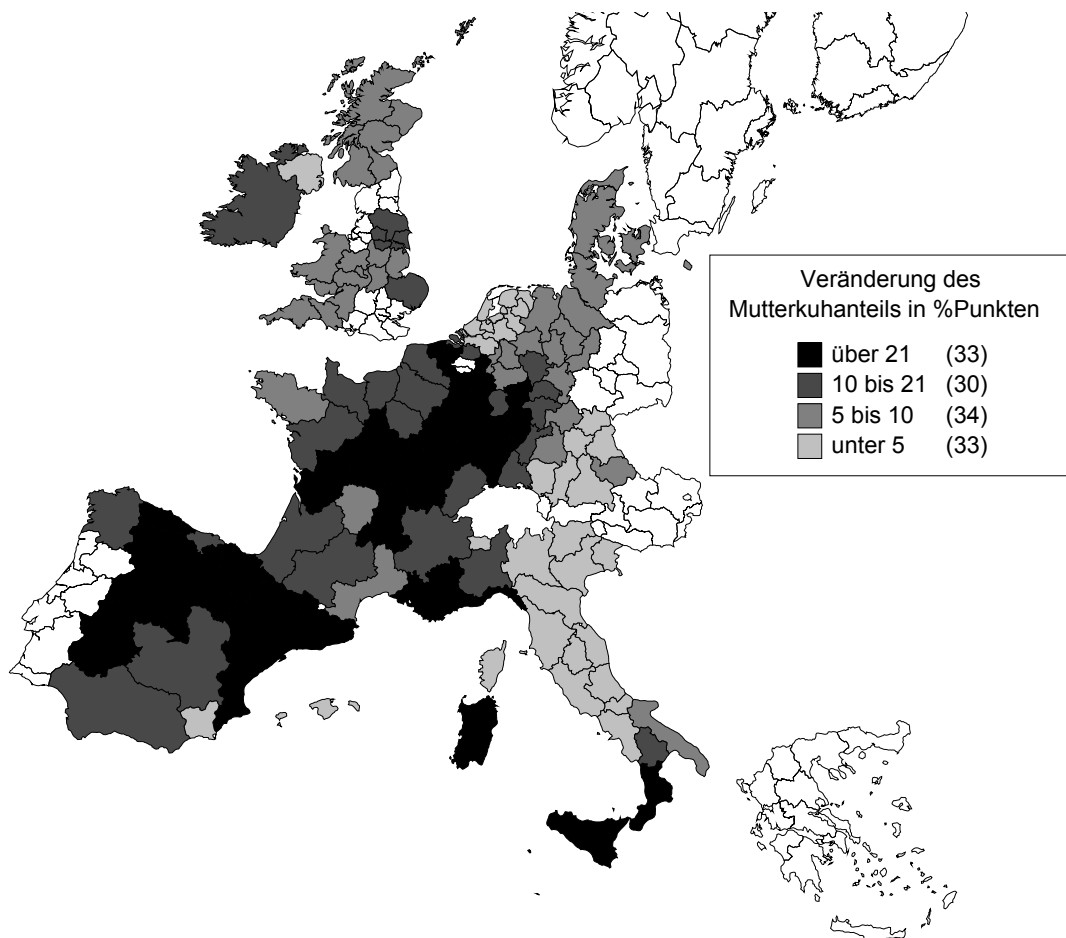 Veränderung des
Mutterkuhanteils in %Punkten
über 21 (33)
10 bis 21 (30)
5 bis 10 (34)
unter 5 (33)